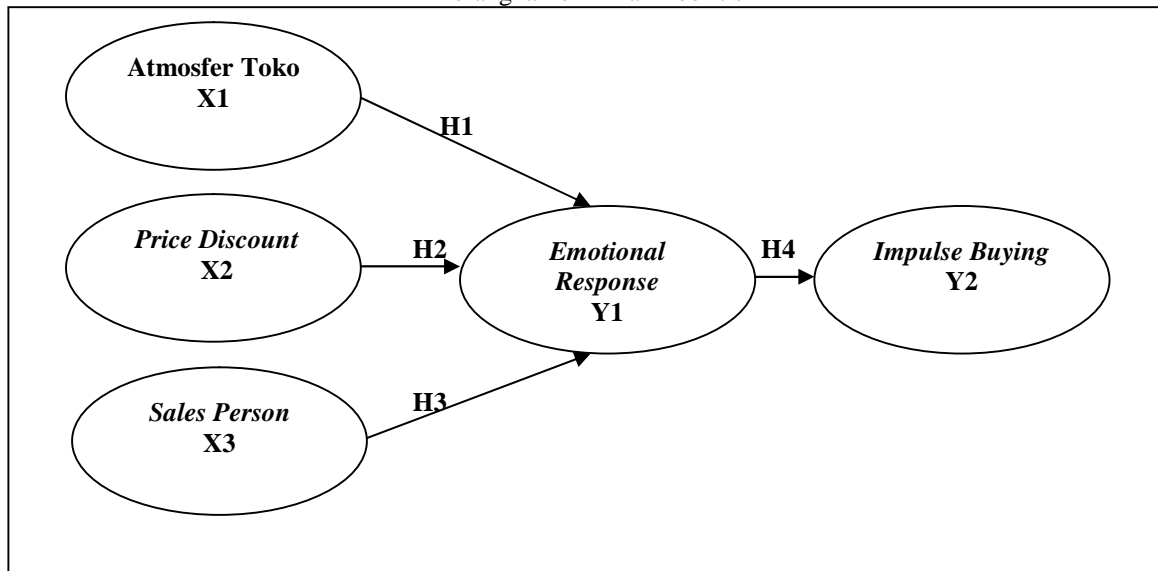 Atmosfer Toko
X1
H1
Price Discount
X2
H2
Emotional
Response
Y1
H4
Impulse Buying
Y2
Sales Person
X3
H3